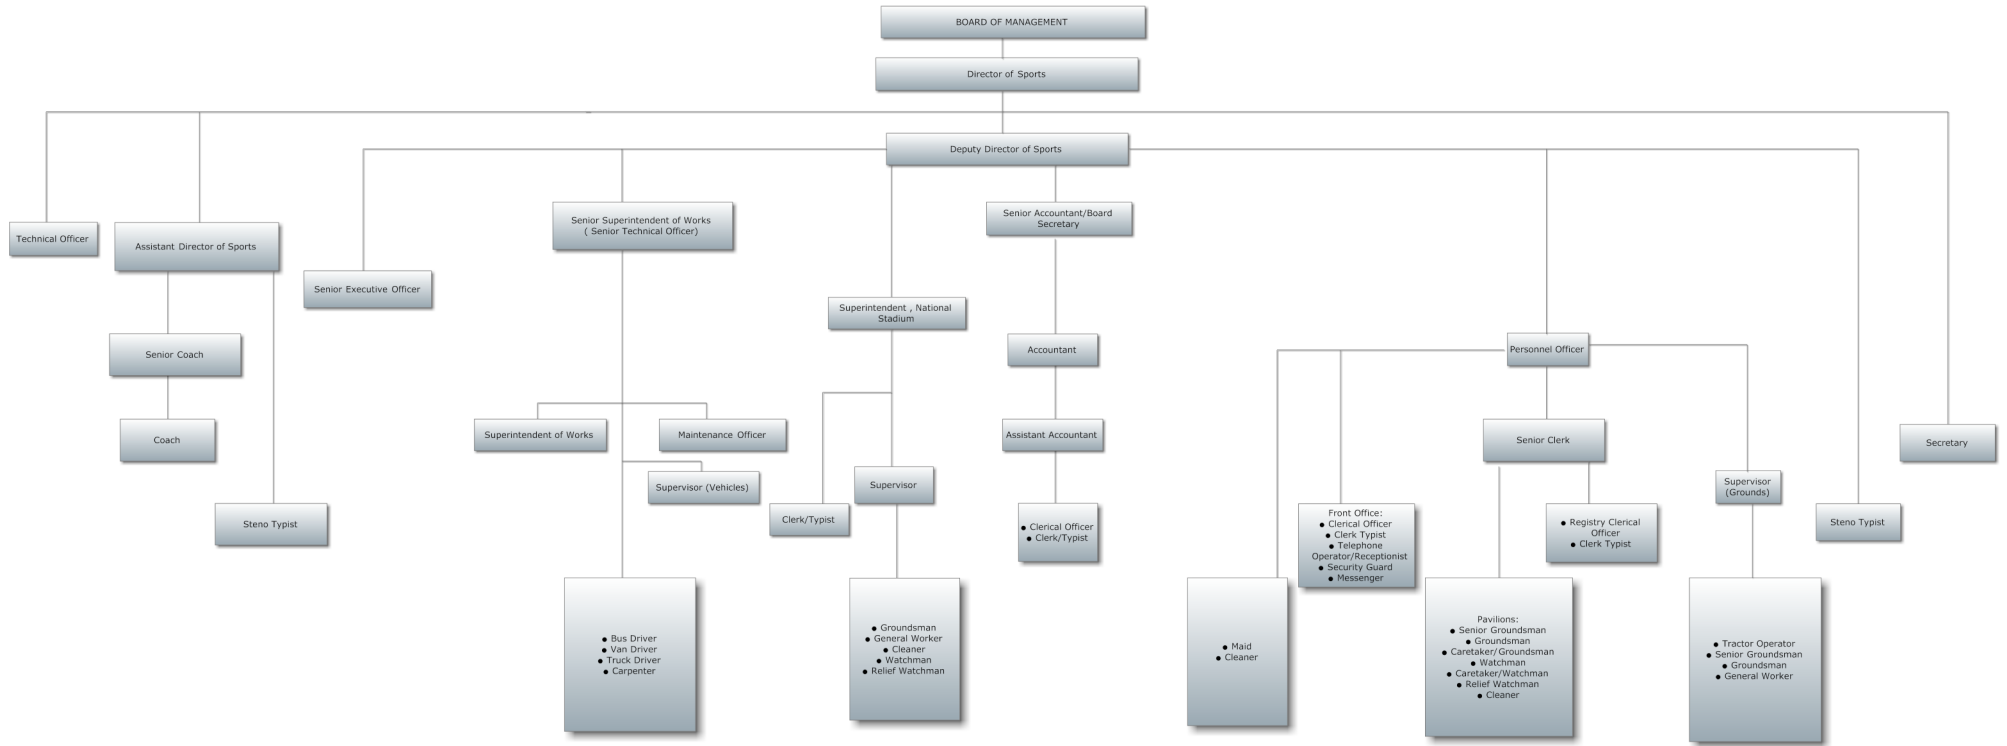 BOARD OF MANAGEMENT
Director of Sports
Deputy Director of Sports
Technical Officer
Assistant Director of Sports
Senior Coach
Coach
Steno Typist
Senior Executive Officer
Senior Superintendent of Works
( Senior Technical Officer)
Superintendent of Works
Maintenance Officer
Supervisor (Vehicles)
● Bus Driver
● Van Driver
● Truck Driver
● Carpenter
Superintendent , National
Stadium
Clerk/Typist
Supervisor
● Groundsman
● General Worker
● Cleaner
● Watchman
● Relief Watchman
Senior Accountant/Board
Secretary
Accountant
Assistant Accountant
● Clerical Officer
● Clerk/Typist
Personnel Officer
● Maid
● Cleaner
Front Office:
● Clerical Officer
● Clerk Typist
● Telephone
Operator/Receptionist
● Security Guard
● Messenger
Senior Clerk
Pavilions:
● Senior Groundsman
● Groundsman
● Caretaker/Groundsman
● Watchman
● Caretaker/Watchman
● Relief Watchman
● Cleaner
● Registry Clerical
Officer
● Clerk Typist
Supervisor
(Grounds)
● Tractor Operator
● Senior Groundsman
● Groundsman
● General Worker
Steno Typist
Secretary